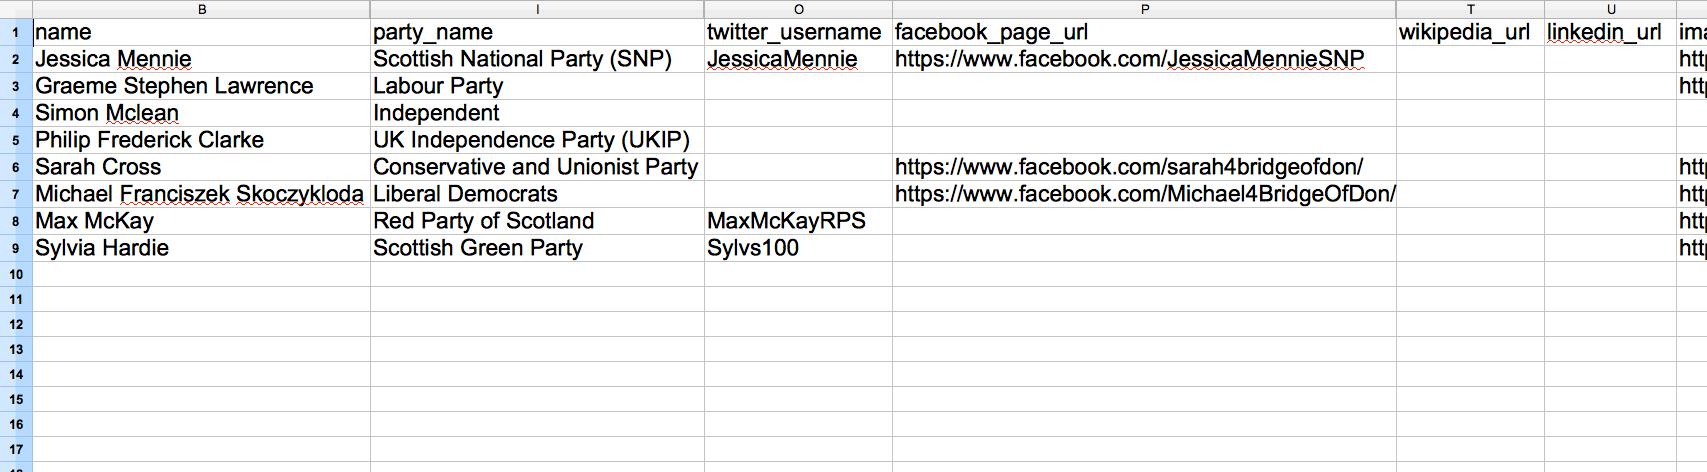 B I O P T U
1 name party_name twitter_username facebook_page_url wikipedia_url linkedin_url ima
2 Jessica Mennie Scottish National Party (SNP) JessicaMennie https://www.facebook.com/JessicaMennieSNP
3 Graeme Stephen Lawrence Labour Party http
4 Simon Mclean Independent
5 Philip Frederick Clarke UK Independence Party (UKIP)
6 Sarah Cross Conservative and Unionist Party https://www.facebook.com/sarah4bridgeofdon/ http
7 Michael Franciszek Skoczykloda Liberal Democrats https://www.facebook.com/Michael4BridgeOfDon/ http
8 Max McKay Red Party of Scotland MaxMcKayRPS http
9 Sylvia Hardie Scottish Green Party Sylvs100 http
10
11
12
13
14
15
16
17